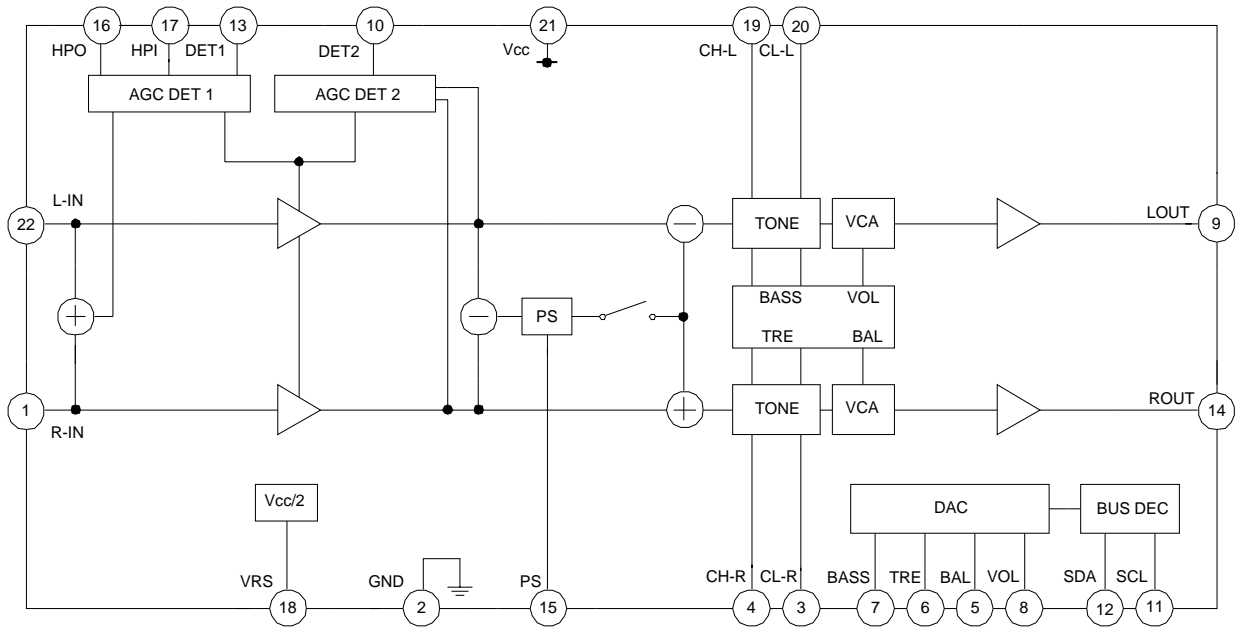 16 17 13 10 21 19 20
HPO HPI DET1 DET2 Vcc CH-L CL-L
AGC DET 1 AGC DET 2
L-IN
22 TONE VCA LOUT 9
BASS VOL
PS
TRE BAL
1 TONE VCA ROUT 14
R-IN
Vcc/2 DAC BUS DEC
VRS GND PS CH-R CL-R BASS TRE BAL VOL SDA SCL
18 2 15 4 3 7 6 5 8 12 11